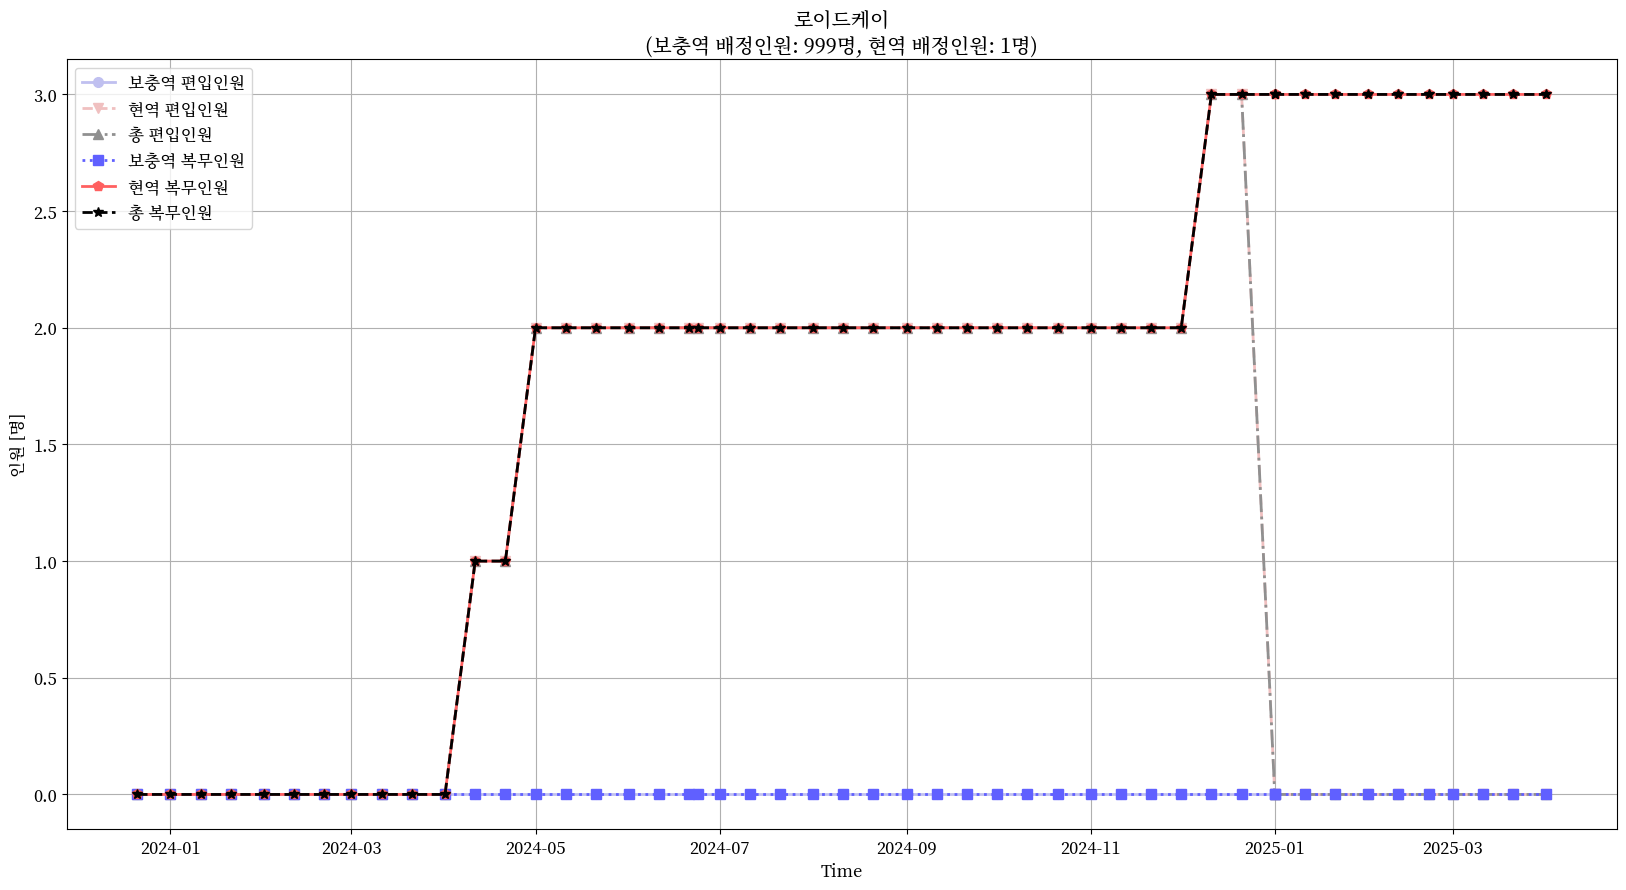 로이드케이
(보충역 배정인원: 999명, 현역 배정인원: 1명)
보충역 편입인원
현역 편입인원
총 편입인원
보충역 복무인원
현역 복무인원
총 복무인원
3.0
2.5
2.0
1.5
1.0
0.5
0.0
인원 [명]
2024-01 2024-03 2024-05 2024-07 2024-09 2024-11 2025-01 2025-03
Time